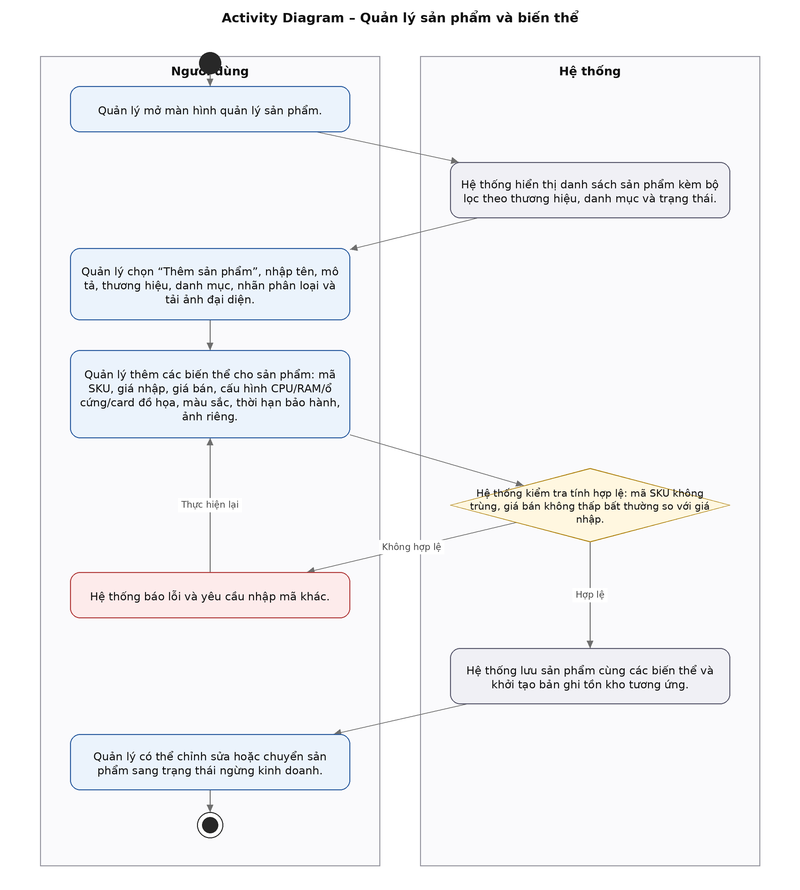 Activity Diagram – Quản lý sản phẩm và biến thể
Người dùng
Hệ thống
Quản lý mở màn hình quản lý sản phẩm.
Hệ thống hiển thị danh sách sản phẩm kèm bộ
lọc theo thương hiệu, danh mục và trạng thái.
Quản lý chọn “Thêm sản phẩm”, nhập tên, mô
tả, thương hiệu, danh mục, nhãn phân loại và
tải ảnh đại diện.
Quản lý thêm các biến thể cho sản phẩm: mã
SKU, giá nhập, giá bán, cấu hình CPU/RAM/ổ
cứng/card đồ họa, màu sắc, thời hạn bảo hành,
ảnh riêng.
Hệ thống kiểm tra tính hợp lệ: mã SKU không
trùng, giá bán không thấp bất thường so với giá
nhập.
Thực hiện lại
Không hợp lệ
Hợp lệ
Hệ thống báo lỗi và yêu cầu nhập mã khác.
Hệ thống lưu sản phẩm cùng các biến thể và
khởi tạo bản ghi tồn kho tương ứng.
Quản lý có thể chỉnh sửa hoặc chuyển sản
phẩm sang trạng thái ngừng kinh doanh.